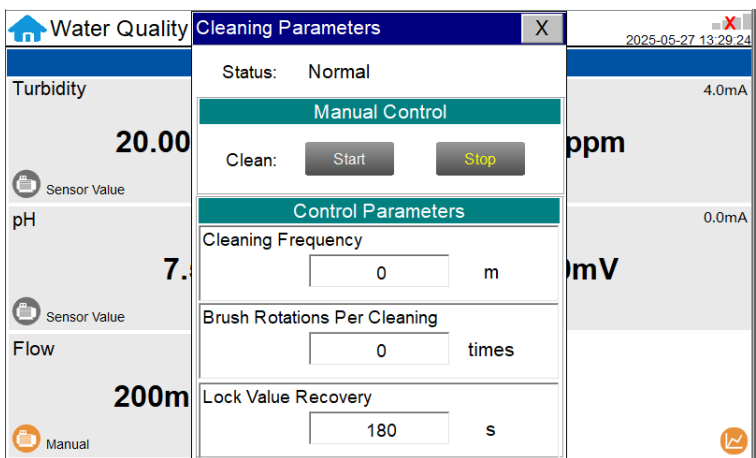 Water Quality
Cleaning Parameters
X
2025-05-27 13:29:24
Status: Normal
Turbidity
4.0mA
Manual Control
20.00
ppm
Clean: Start Stop
Sensor Value
Control Parameters
pH
0.0mA
Cleaning Frequency
7.
mV
0 m
Sensor Value
Brush Rotations Per Cleaning
0 times
Flow
200m
Lock Value Recovery
180 s
Manual